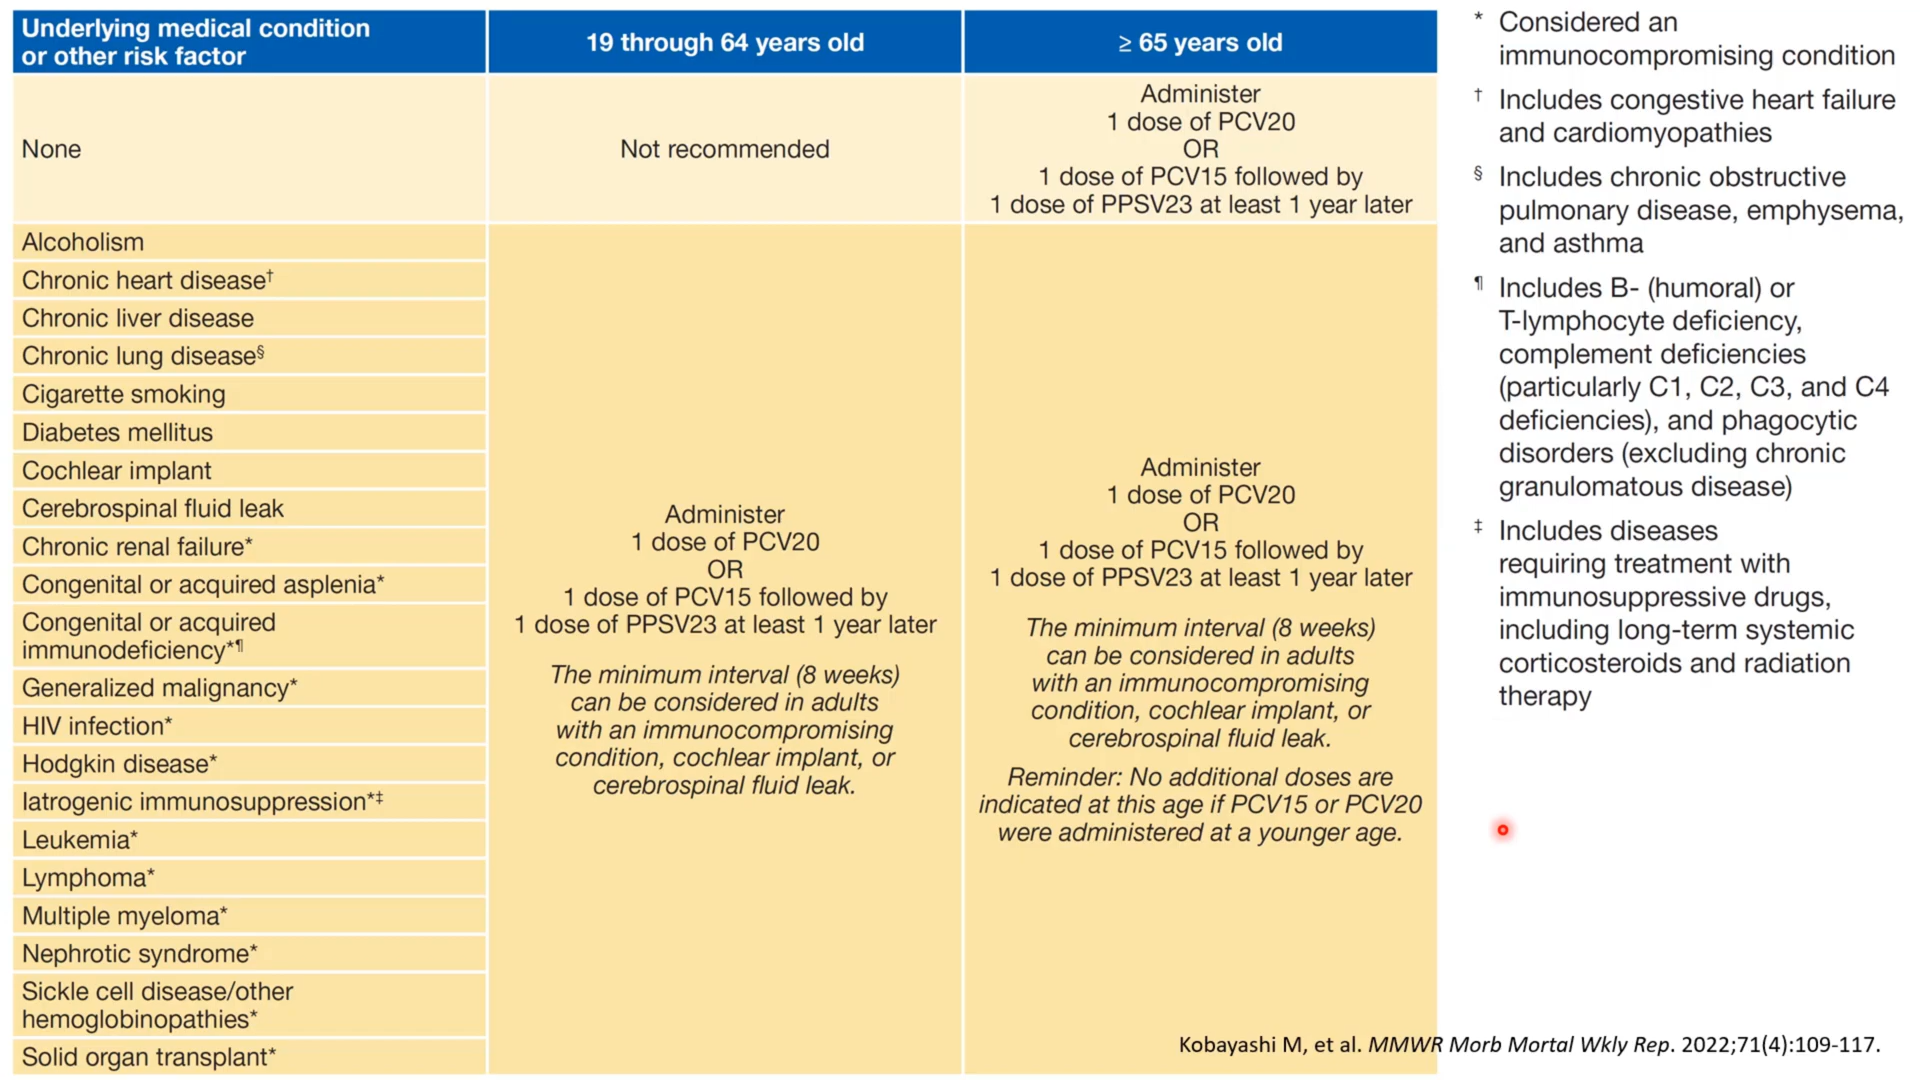 Underlying medical condition
or other risk factor
19 through 64 years old
≥ 65 years old
None
Not recommended
Administer
1 dose of PCV20
OR
1 dose of PCV15 followed by
1 dose of PPSV23 at least 1 year later
Alcoholism
Chronic heart disease†
Chronic liver disease
Chronic lung disease§
Cigarette smoking
Diabetes mellitus
Cochlear implant
Cerebrospinal fluid leak
Chronic renal failure*
Congenital or acquired asplenia*
Congenital or acquired
immunodeficiency*¶
Generalized malignancy*
HIV infection*
Hodgkin disease*
Iatrogenic immunosuppression*‡
Leukemia*
Lymphoma*
Multiple myeloma*
Nephrotic syndrome*
Sickle cell disease/other
hemoglobinopathies*
Solid organ transplant*
Administer
1 dose of PCV20
OR
1 dose of PCV15 followed by
1 dose of PPSV23 at least 1 year later
The minimum interval (8 weeks)
can be considered in adults
with an immunocompromising
condition, cochlear implant, or
cerebrospinal fluid leak.
Administer
1 dose of PCV20
OR
1 dose of PCV15 followed by
1 dose of PPSV23 at least 1 year later
The minimum interval (8 weeks)
can be considered in adults
with an immunocompromising
condition, cochlear implant, or
cerebrospinal fluid leak.
Reminder: No additional doses are
indicated at this age if PCV15 or PCV20
were administered at a younger age.
* Considered an
immunocompromising condition
† Includes congestive heart failure
and cardiomyopathies
§ Includes chronic obstructive
pulmonary disease, emphysema,
and asthma
¶ Includes B- (humoral) or
T-lymphocyte deficiency,
complement deficiencies
(particularly C1, C2, C3, and C4
deficiencies), and phagocytic
disorders (excluding chronic
granulomatous disease)
‡ Includes diseases
requiring treatment with
immunosuppressive drugs,
including long-term systemic
corticosteroids and radiation
therapy
Kobayashi M, et al. MMWR Morb Mortal Wkly Rep. 2022;71(4):109-117.